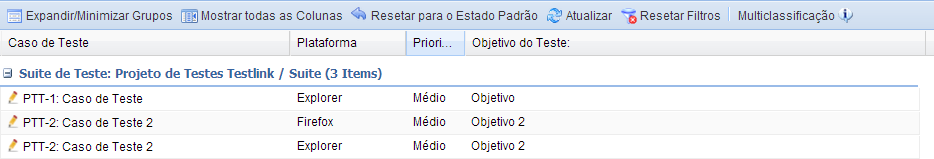 Expandir/Minimizar Grupos Mostrar todas as Colunas Resetar para o Estado Padrão Atualizar Resetar Filtros Multiclassificação
Caso de Teste Plataforma Priori... Objetivo do Teste:
Suite de Teste: Projeto de Testes Testlink / Suite (3 Items)
PTT-1: Caso de Teste Explorer Médio Objetivo
PTT-2: Caso de Teste 2 Firefox Médio Objetivo 2
PTT-2: Caso de Teste 2 Explorer Médio Objetivo 2